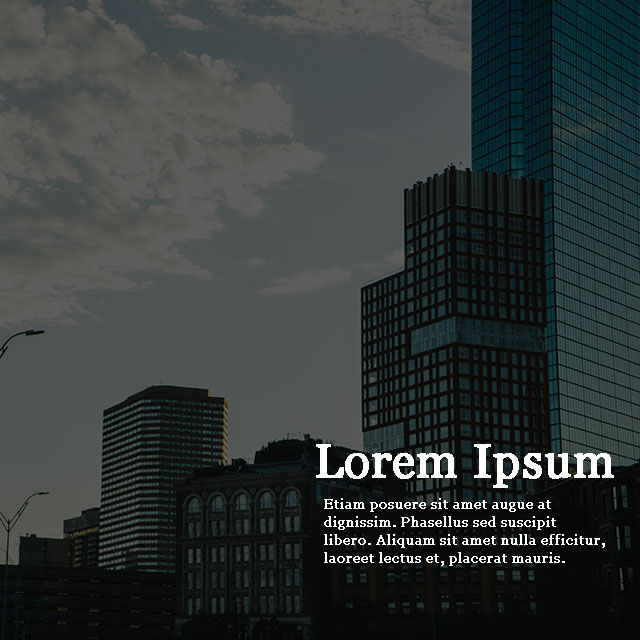 Lorem Ipsum
Etiam posuere sit amet augue at
dignissim. Phasellus sed suscipit
libero. Aliquam sit amet nulla efficitur,
laoreet lectus et, placerat mauris.